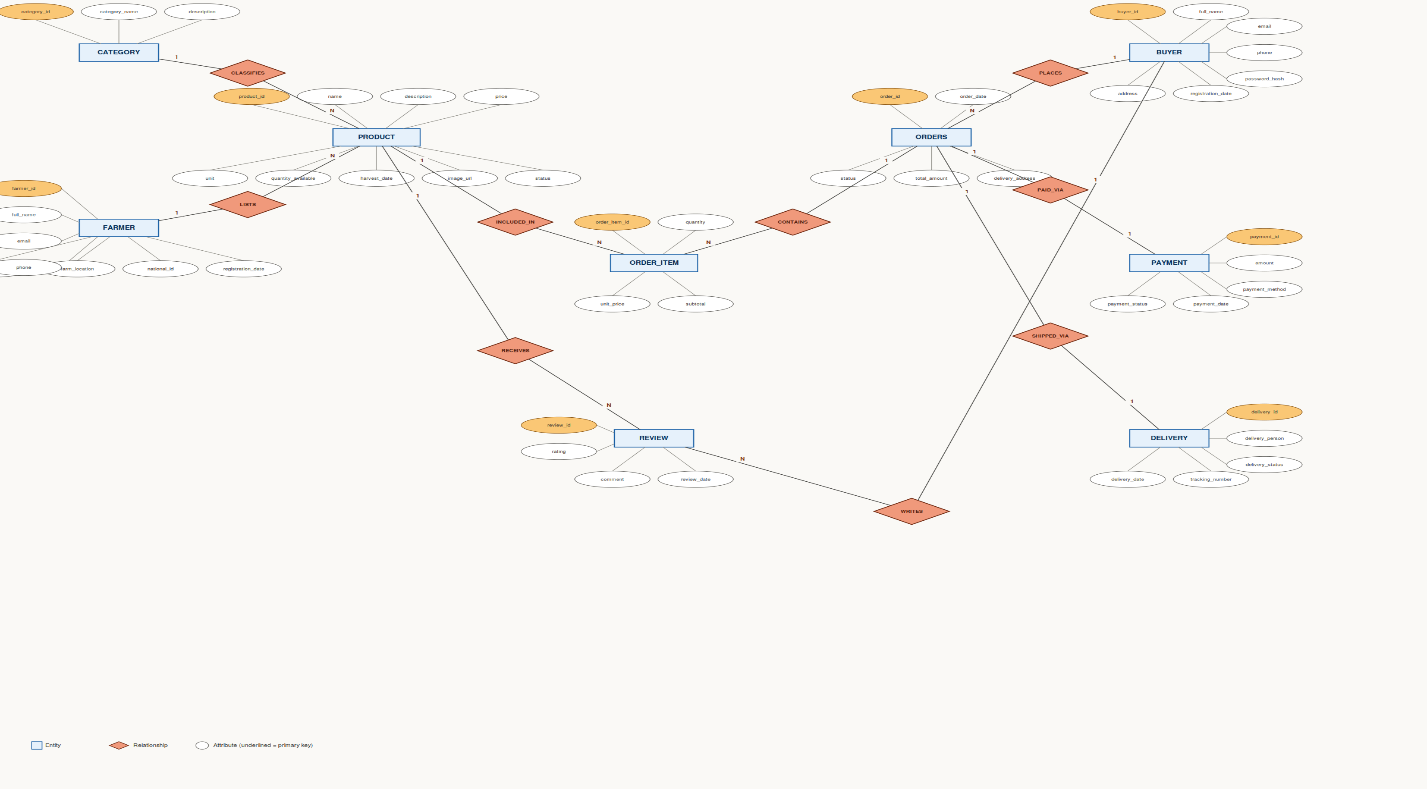 category_id
category_name
description
CATEGORY
1
CLASSIFIES
N
buyer_id
full_name
email
phone
password_hash
BUYER
address
registration_date
1
PLACES
N
product_id
name
description
price
PRODUCT
unit
quantity_available
harvest_date
image_url
status
order_id
order_date
ORDERS
status
total_amount
delivery_address
N
1
1
1
1
1
1
PAID_VIA
1
farmer_id
full_name
email
phone
FARMER
farm_location
national_id
registration_date
1
LISTS
INCLUDED_IN
N
order_item_id
quantity
ORDER_ITEM
unit_price
subtotal
N
CONTAINS
payment_id
amount
payment_method
PAYMENT
payment_status
payment_date
RECEIVES
N
SHIPPED_VIA
1
review_id
rating
REVIEW
comment
review_date
N
WRITES
delivery_id
delivery_person
delivery_status
DELIVERY
delivery_date
tracking_number
Entity
Relationship
Attribute (underlined = primary key)